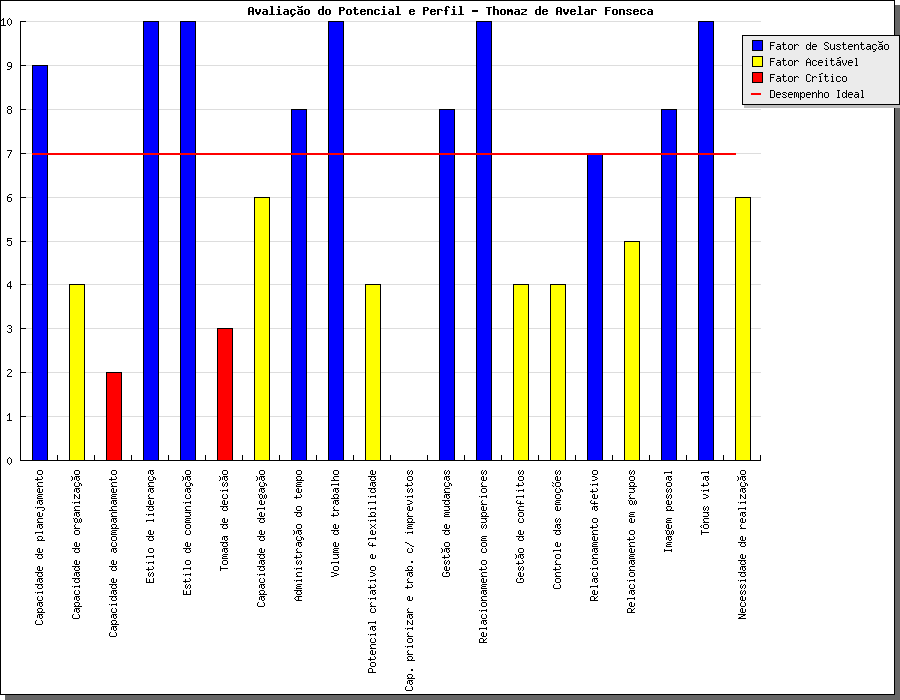 Avaliação do Potencial e Perfil - Thomaz de Avelar Fonseca
Fator de Sustentação
Fator Aceitável
Fator Crítico
Desempenho Ideal
10
9
8
7
6
5
4
3
2
1
0
Capacidade de planejamento
Capacidade de organização
Capacidade de acompanhamento
Estilo de liderança
Estilo de comunicação
Tomada de decisão
Capacidade de delegação
Administração do tempo
Volume de trabalho
Potencial criativo e flexibilidade
Cap. priorizar e trab. c/ imprevistos
Gestão de mudanças
Relacionamento com superiores
Gestão de conflitos
Controle das emoções
Relacionamento afetivo
Relacionamento em grupos
Imagem pessoal
Tônus vital
Necessidade de realização